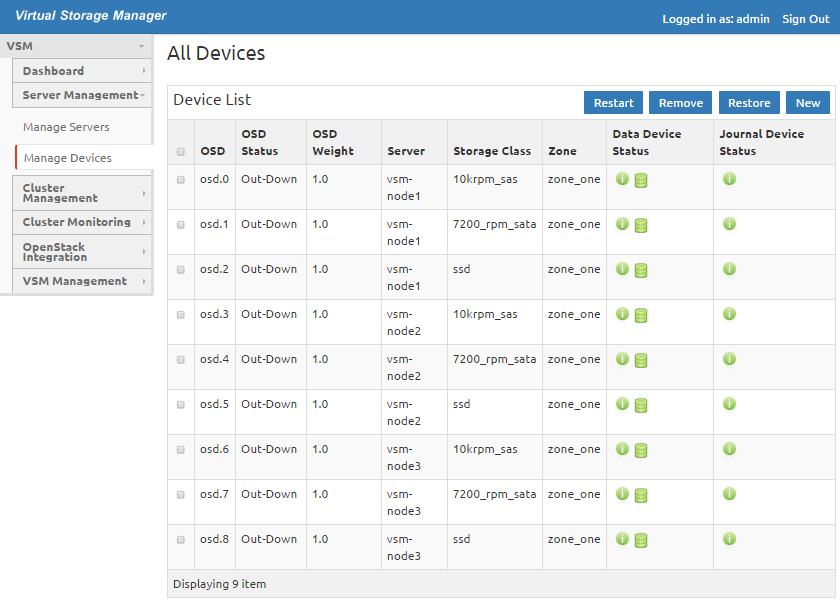 Virtual Storage Manager
Logged in as: admin Sign Out
VSM
Dashboard
Server Management
Manage Servers
Manage Devices
Cluster
Management
Cluster Monitoring
OpenStack
Integration
VSM Management
All Devices
Device List
Restart Remove Restore New
OSD OSD Status OSD Weight Server Storage Class Zone Data Device Status Journal Device Status
osd.0 Out-Down 1.0 vsm-node1 10krpm_sas zone_one
osd.1 Out-Down 1.0 vsm-node1 7200_rpm_sata zone_one
osd.2 Out-Down 1.0 vsm-node1 ssd zone_one
osd.3 Out-Down 1.0 vsm-node2 10krpm_sas zone_one
osd.4 Out-Down 1.0 vsm-node2 7200_rpm_sata zone_one
osd.5 Out-Down 1.0 vsm-node2 ssd zone_one
osd.6 Out-Down 1.0 vsm-node3 10krpm_sas zone_one
osd.7 Out-Down 1.0 vsm-node3 7200_rpm_sata zone_one
osd.8 Out-Down 1.0 vsm-node3 ssd zone_one
Displaying 9 item